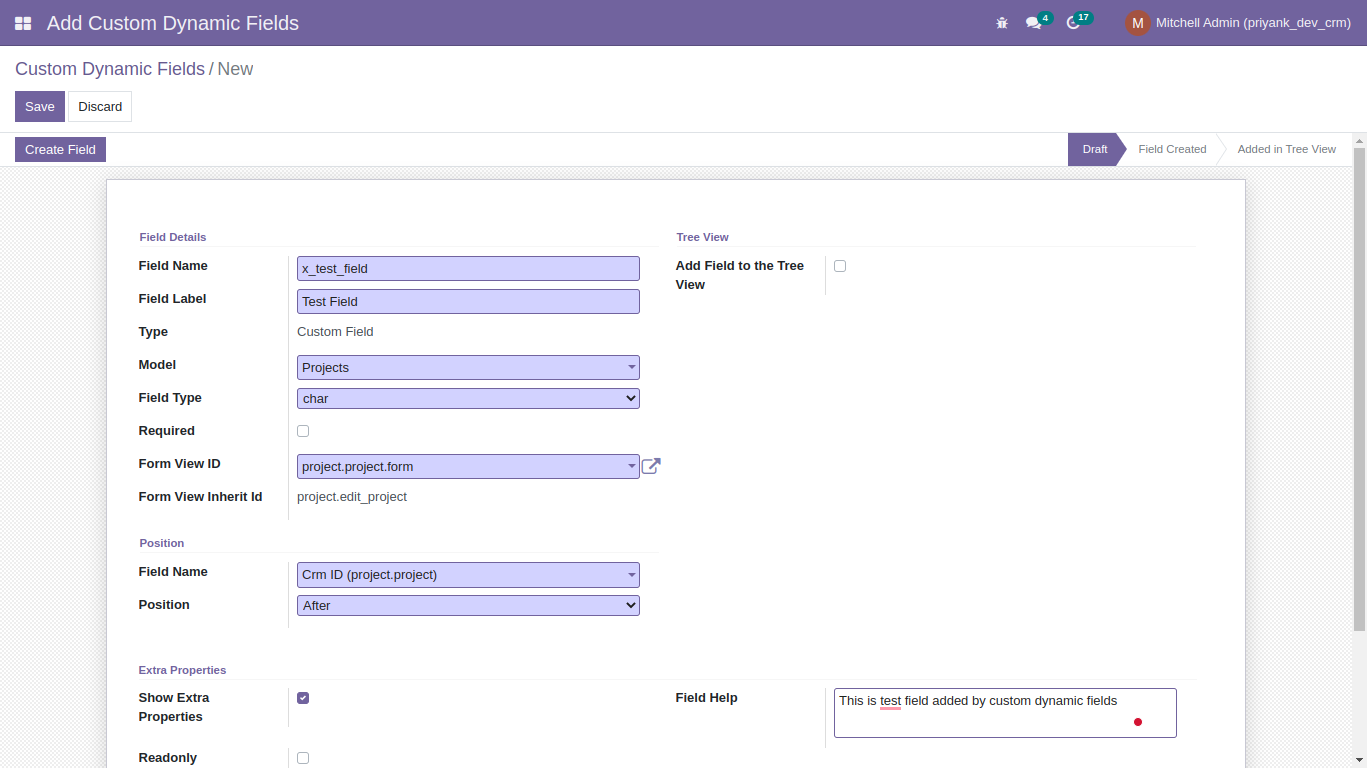 Add Custom Dynamic Fields 4 17 M Mitchell Admin (priyank_dev_crm)
Custom Dynamic Fields / New
Save Discard
Create Field Draft Field Created Added in Tree View
Field Details
Field Name x_test_field
Field Label Test Field
Type Custom Field
Model Projects
Field Type char
Required
Form View ID project.project.form
Form View Inherit Id project.edit_project
Tree View
Add Field to the Tree
View
Position
Field Name Crm ID (project.project)
Position After
Extra Properties
Show Extra
Properties
Readonly
Field Help This is test field added by custom dynamic fields